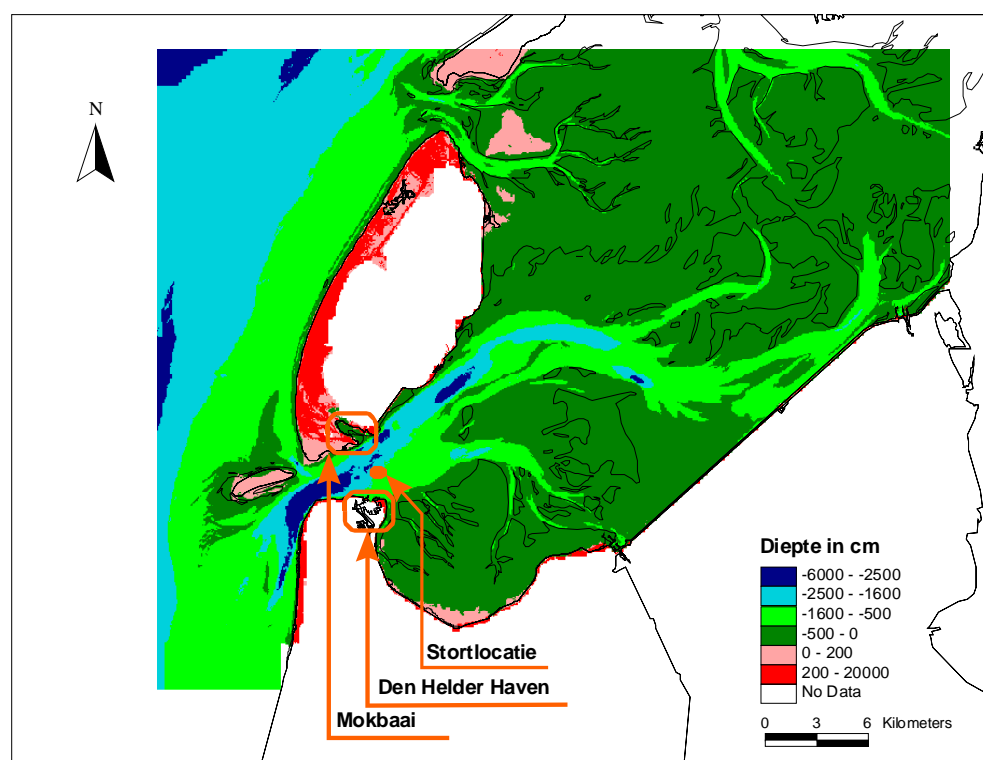 N
Stortlocatie
Den Helder Haven
Mokbaai
Diepte in cm
-6000 - -2500
-2500 - -1600
-1600 - -500
-500 - 0
0 - 200
200 - 20000
No Data
0 3 6 Kilometers